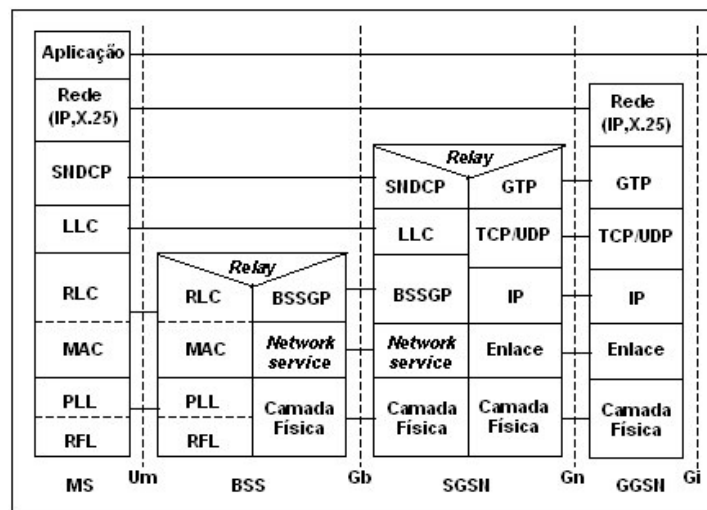 Aplicação
Rede
(IP,X.25)
SNDCP
LLC
RLC
MAC
PLL
RFL
MS
Um
Relay
RLC
BSSGP
MAC
Network
service
PLL
RFL
Camada
Física
BSS
Gb
Relay
SNDCP
GTP
LLC
TCP/UDP
BSSGP
IP
Network
service
Enlace
Camada
Física
Camada
Física
SGSN
Gn
Rede
(IP,X.25)
GTP
TCP/UDP
IP
Enlace
Camada
Física
GGSN
Gi